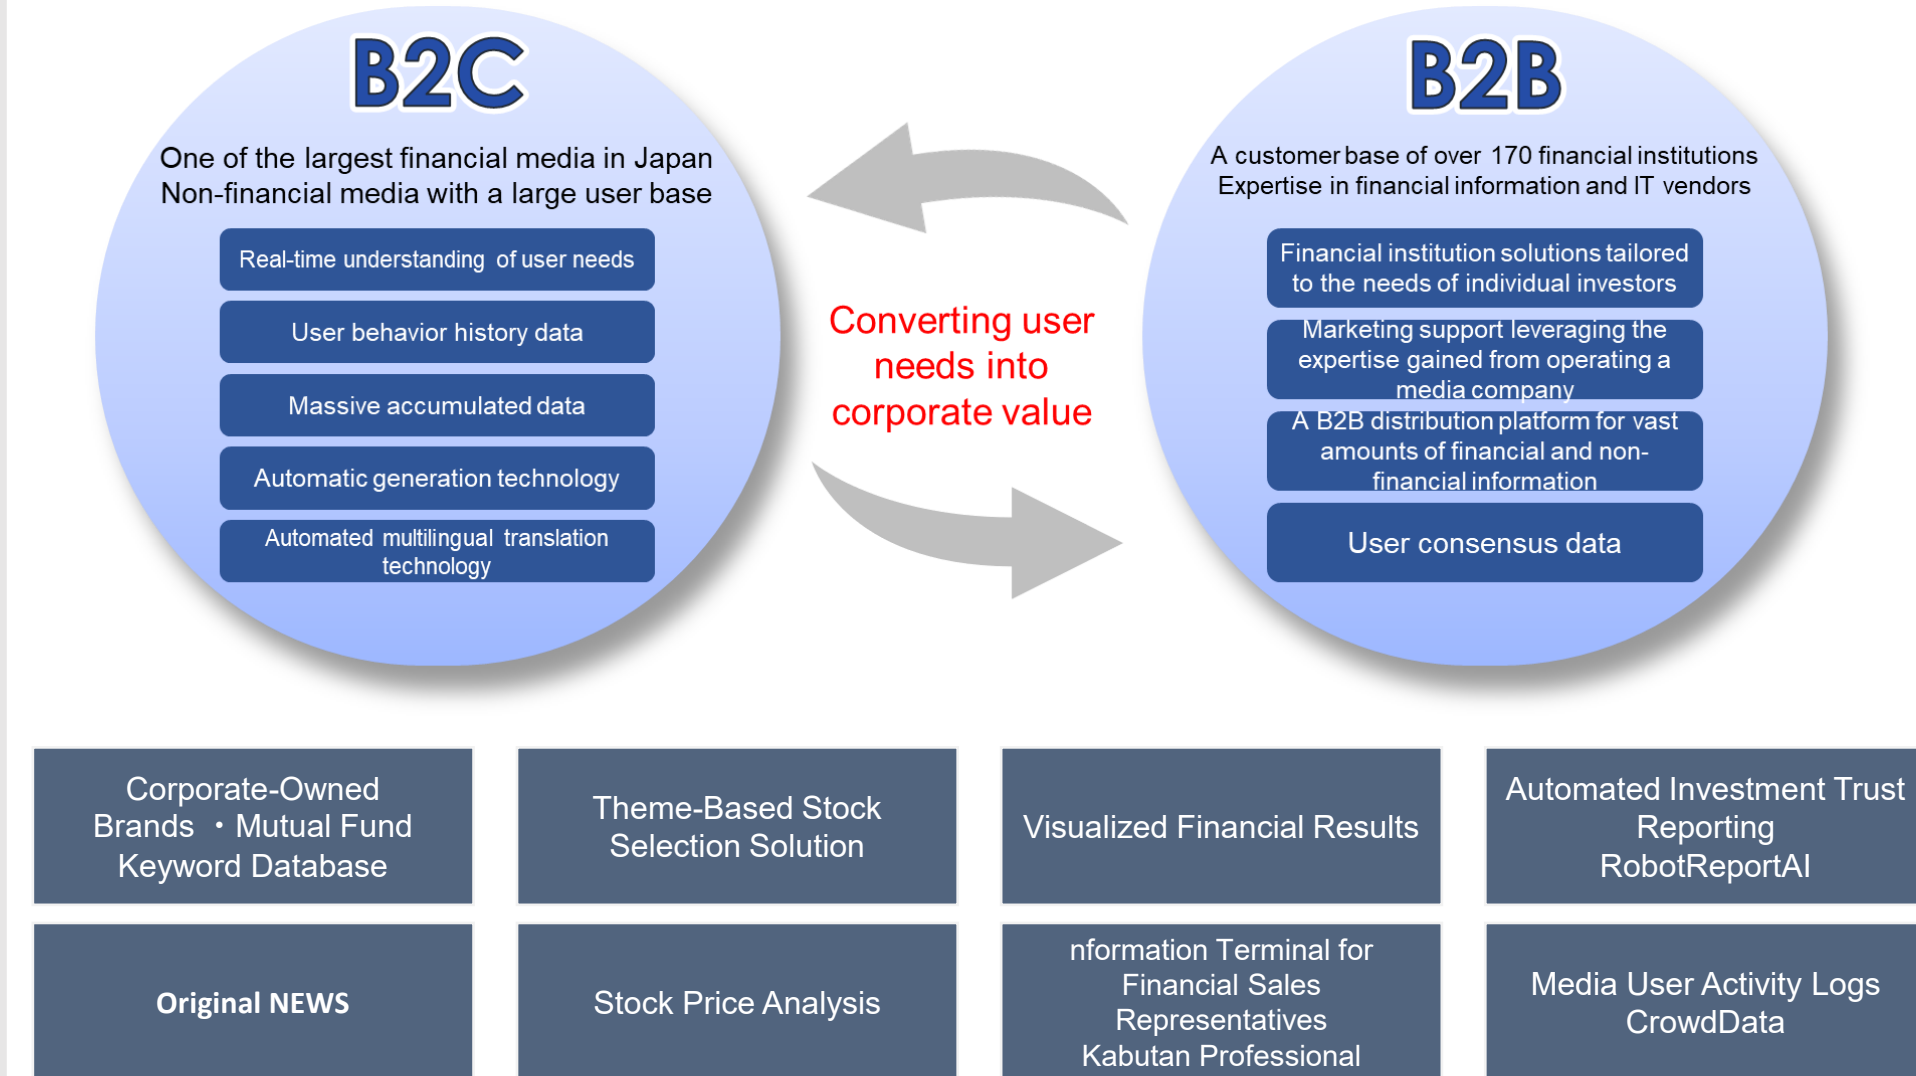 B2C
One of the largest financial media in Japan
Non-financial media with a large user base
Real-time understanding of user needs
User behavior history data
Massive accumulated data
Automatic generation technology
Automated multilingual translation
technology
Converting user
needs into
corporate value
B2B
A customer base of over 170 financial institutions
Expertise in financial information and IT vendors
Financial institution solutions tailored
to the needs of individual investors
Marketing support leveraging the
expertise gained from operating a
media company
A B2B distribution platform for vast
amounts of financial and non-
financial information
User consensus data
Corporate-Owned
Brands ・Mutual Fund
Keyword Database
Theme-Based Stock
Selection Solution
Visualized Financial Results
Automated Investment Trust
Reporting
RobotReportAI
Original NEWS
Stock Price Analysis
nformation Terminal for
Financial Sales
Representatives
Kabutan Professional
Media User Activity Logs
CrowdData